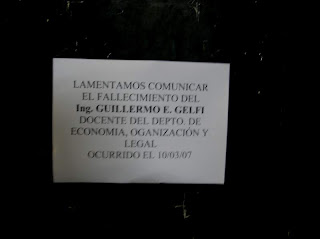 LAMENTAMOS COMUNICAR
EL FALLECIMIENTO DEL
Ing. GUILLERMO E. GELFI
DOCENTE DEL DEPTO. DE
ECONOMIA, OGANIZACIÓN Y
LEGAL
OCURRIDO EL 10/03/07